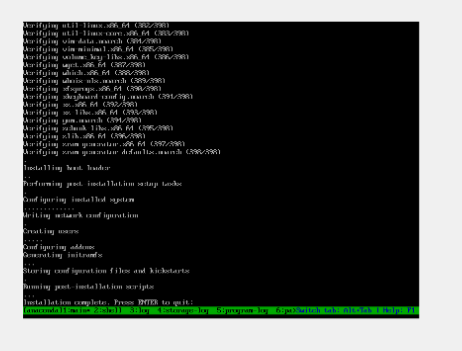 Verifying util-linux.x86_64 (382/398)
Verifying util-linux-core.x86_64 (383/398)
Verifying vim-data.noarch (384/398)
Verifying vim-minimal.x86_64 (385/398)
Verifying volume_key-libs.x86_64 (386/398)
Verifying wget.x86_64 (387/398)
Verifying which.x86_64 (388/398)
Verifying whois-nls.noarch (389/398)
Verifying xfsprogs.x86_64 (390/398)
Verifying xkeyboard-config.noarch (391/398)
Verifying xz.x86_64 (392/398)
Verifying xz-libs.x86_64 (393/398)
Verifying yum.noarch (394/398)
Verifying zchunk-libs.x86_64 (395/398)
Verifying zlib.x86_64 (396/398)
Verifying zram-generator.x86_64 (397/398)
Verifying zram-generator-defaults.noarch (398/398)
.
Installing boot loader
..
Performing post-installation setup tasks
.
Configuring installed system
.............
Writing network configuration
.
Creating users
.....
Configuring addons
Generating initramfs
...
Storing configuration files and kickstarts
.
Running post-installation scripts
...
Installation complete. Press ENTER to quit:
[anaconda]1:main* 2:shell 3:log 4:storage-log 5:program-log 6:pa>Switch tab: Alt+Tab | Help: F1